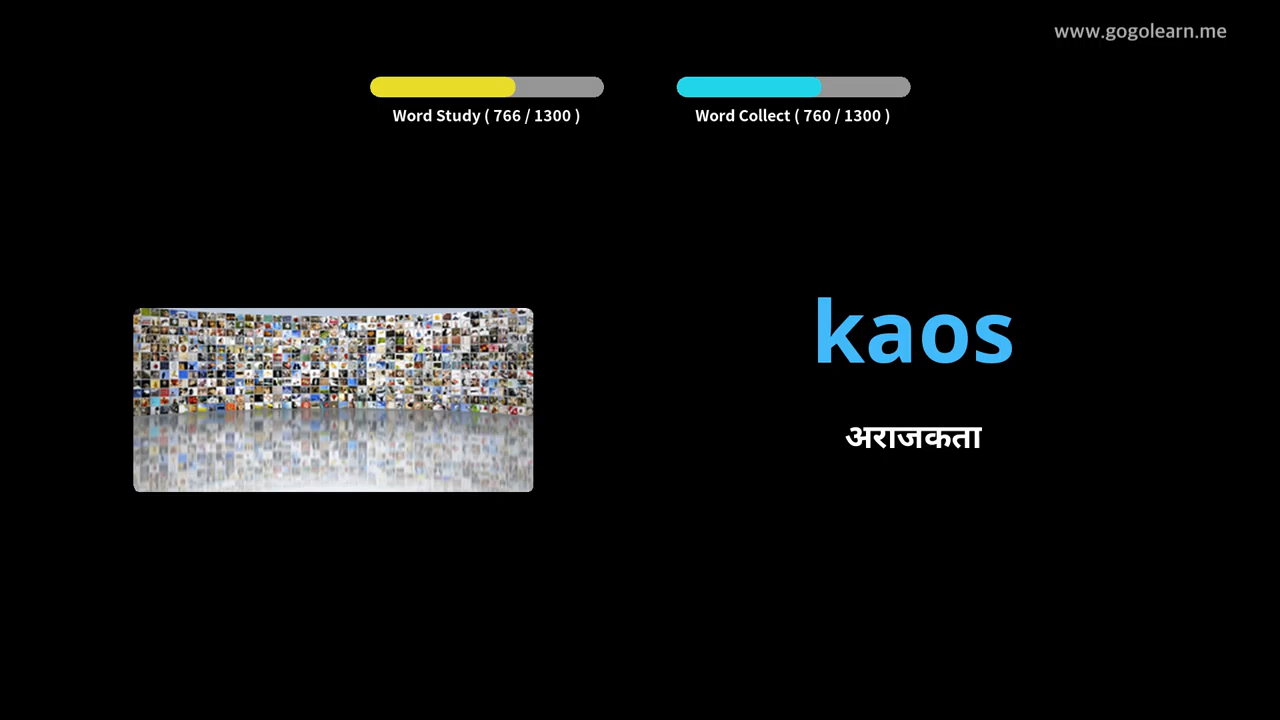 www.gogolearn.me
Word Study ( 766 / 1300 )
Word Collect ( 760 / 1300 )
kaos
अराजकता